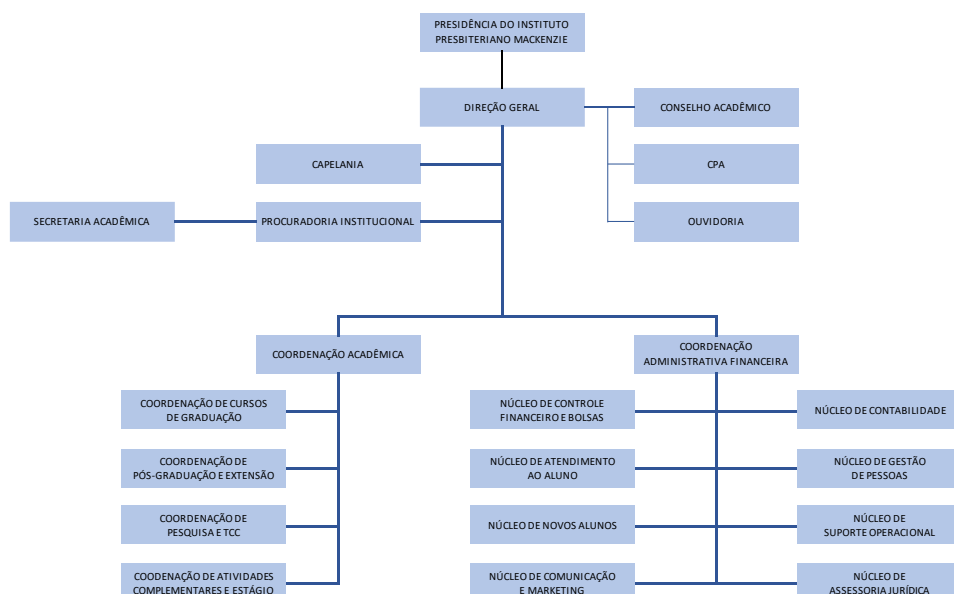 PRESIDÊNCIA DO INSTITUTO
PRESBITERIANO MACKENZIE
DIREÇÃO GERAL
CONSELHO ACADÊMICO
CAPELANIA
CPA
SECRETARIA ACADÊMICA
PROCURADORIA INSTITUCIONAL
OUVIDORIA
COORDENAÇÃO ACADÊMICA
COORDENAÇÃO
ADMINISTRATIVA FINANCEIRA
COORDENAÇÃO DE CURSOS
DE GRADUAÇÃO
NÚCLEO DE CONTROLE
FINANCEIRO E BOLSAS
NÚCLEO DE CONTABILIDADE
COORDENAÇÃO DE
PÓS-GRADUAÇÃO E EXTENSÃO
NÚCLEO DE ATENDIMENTO
AO ALUNO
NÚCLEO DE GESTÃO
DE PESSOAS
COORDENAÇÃO DE
PESQUISA E TCC
NÚCLEO DE NOVOS ALUNOS
NÚCLEO DE
SUPORTE OPERACIONAL
COODENAÇÃO DE ATIVIDADES
COMPLEMENTARES E ESTÁGIO
NÚCLEO DE COMUNICAÇÃO
E MARKETING
NÚCLEO DE
ASSESSORIA JURÍDICA